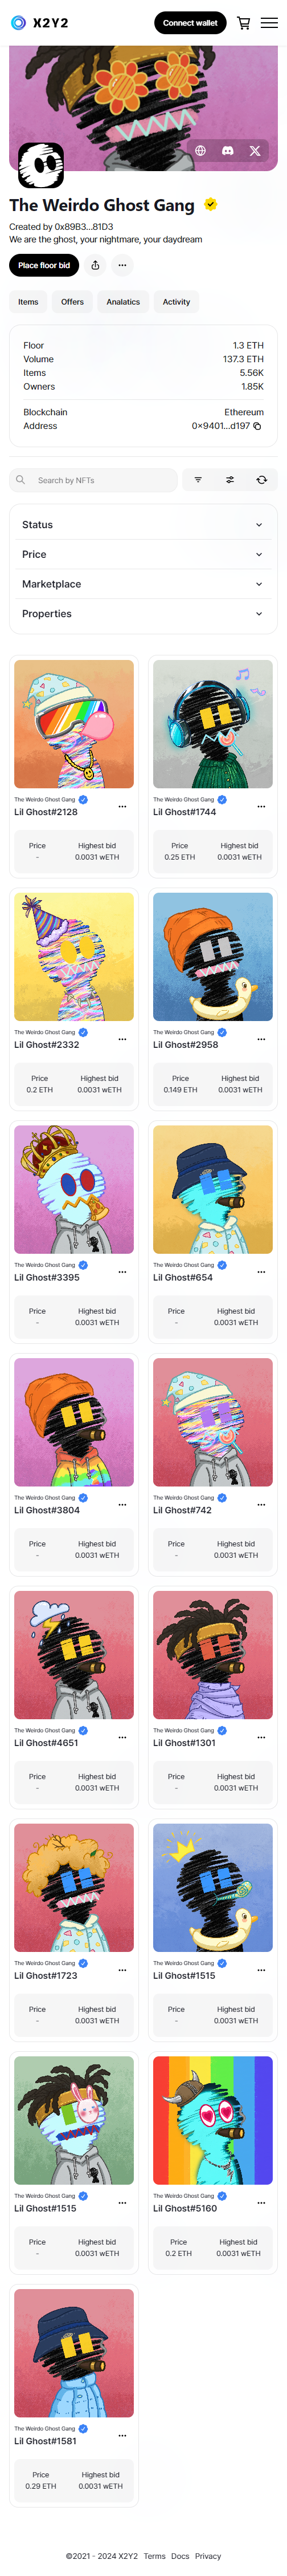 X2Y2
Connect wallet
The Weirdo Ghost Gang
Created by 0x89B3...81D3
We are ghost, your nightmare, your daydream
Place floor bid
Items
Offers
Analatics
Activity
Floor 1.3 ETH
Volume 137.3 ETH
Items 5.56K
Owners 1.85K
Blockchain Ethereum
Address 0x9401...d197
Search by NFTs
Status
Price
Marketplace
Properties
The Weirdo Ghost Gang
Lil Ghost#2128
Price Highest bid
- 0.0031 wETH
The Weirdo Ghost Gang
Lil Ghost#1744
Price Highest bid
0.25 ETH 0.0031 wETH
The Weirdo Ghost Gang
Lil Ghost#2332
Price Highest bid
0.2 ETH 0.0031 wETH
The Weirdo Ghost Gang
Lil Ghost#2958
Price Highest bid
0.149 ETH 0.0031 wETH
The Weirdo Ghost Gang
Lil Ghost#3395
Price Highest bid
- 0.0031 wETH
The Weirdo Ghost Gang
Lil Ghost#654
Price Highest bid
- 0.0031 wETH
The Weirdo Ghost Gang
Lil Ghost#3804
Price Highest bid
- 0.0031 wETH
The Weirdo Ghost Gang
Lil Ghost#742
Price Highest bid
- 0.0031 wETH
The Weirdo Ghost Gang
Lil Ghost#4651
Price Highest bid
- 0.0031 wETH
The Weirdo Ghost Gang
Lil Ghost#1301
Price Highest bid
- 0.0031 wETH
The Weirdo Ghost Gang
Lil Ghost#1723
Price Highest bid
- 0.0031 wETH
The Weirdo Ghost Gang
Lil Ghost#1515
Price Highest bid
- 0.0031 wETH
The Weirdo Ghost Gang
Lil Ghost#1515
Price Highest bid
- 0.0031 wETH
The Weirdo Ghost Gang
Lil Ghost#5160
Price Highest bid
0.2 ETH 0.0031 wETH
The Weirdo Ghost Gang
Lil Ghost#1581
Price Highest bid
0.29 ETH 0.0031 wETH
©2021 - 2024 X2Y2 Terms Docs Privacy